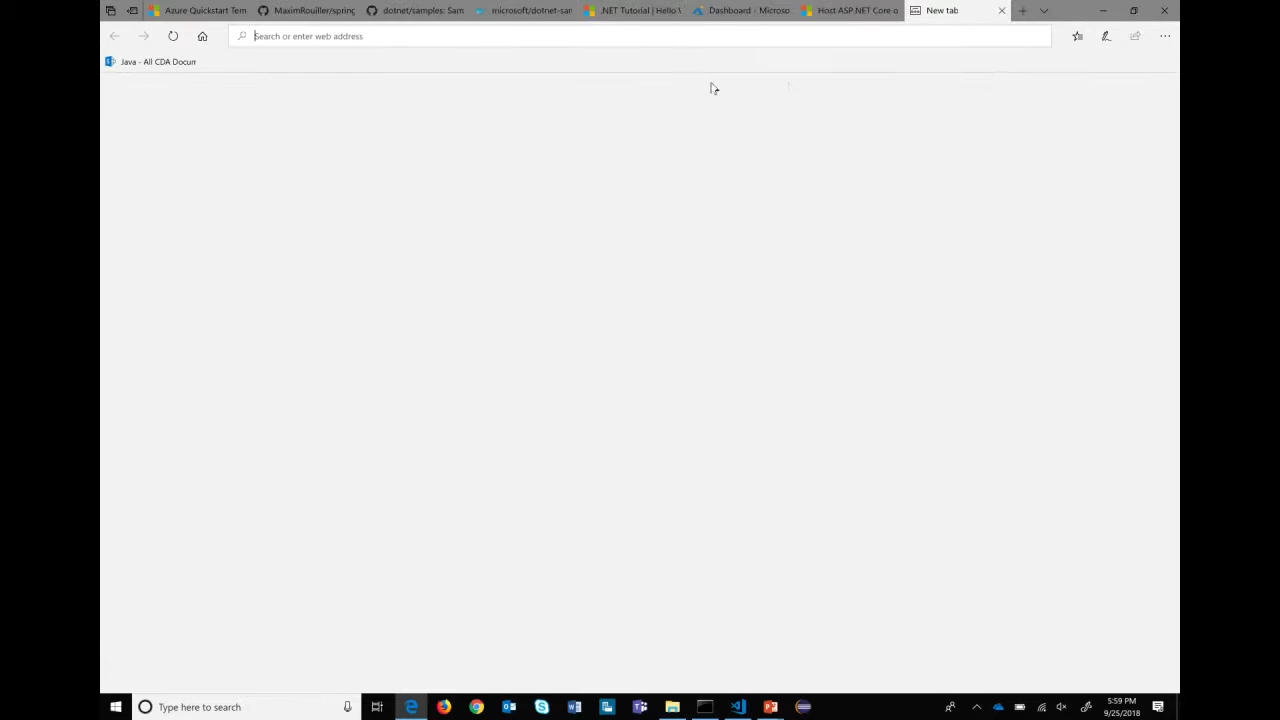 Azure Quickstart Tem
MaximRouiller/spring
dotnet/samples: Sam
microsoft/dotnet-san
.NET Tutorial | Hello W
Dashboard - Microso
Host ASP.NET Core o
New tab
Search or enter web address
Java - All CDA Docum
Type here to search
5:59 PM
9/25/2018